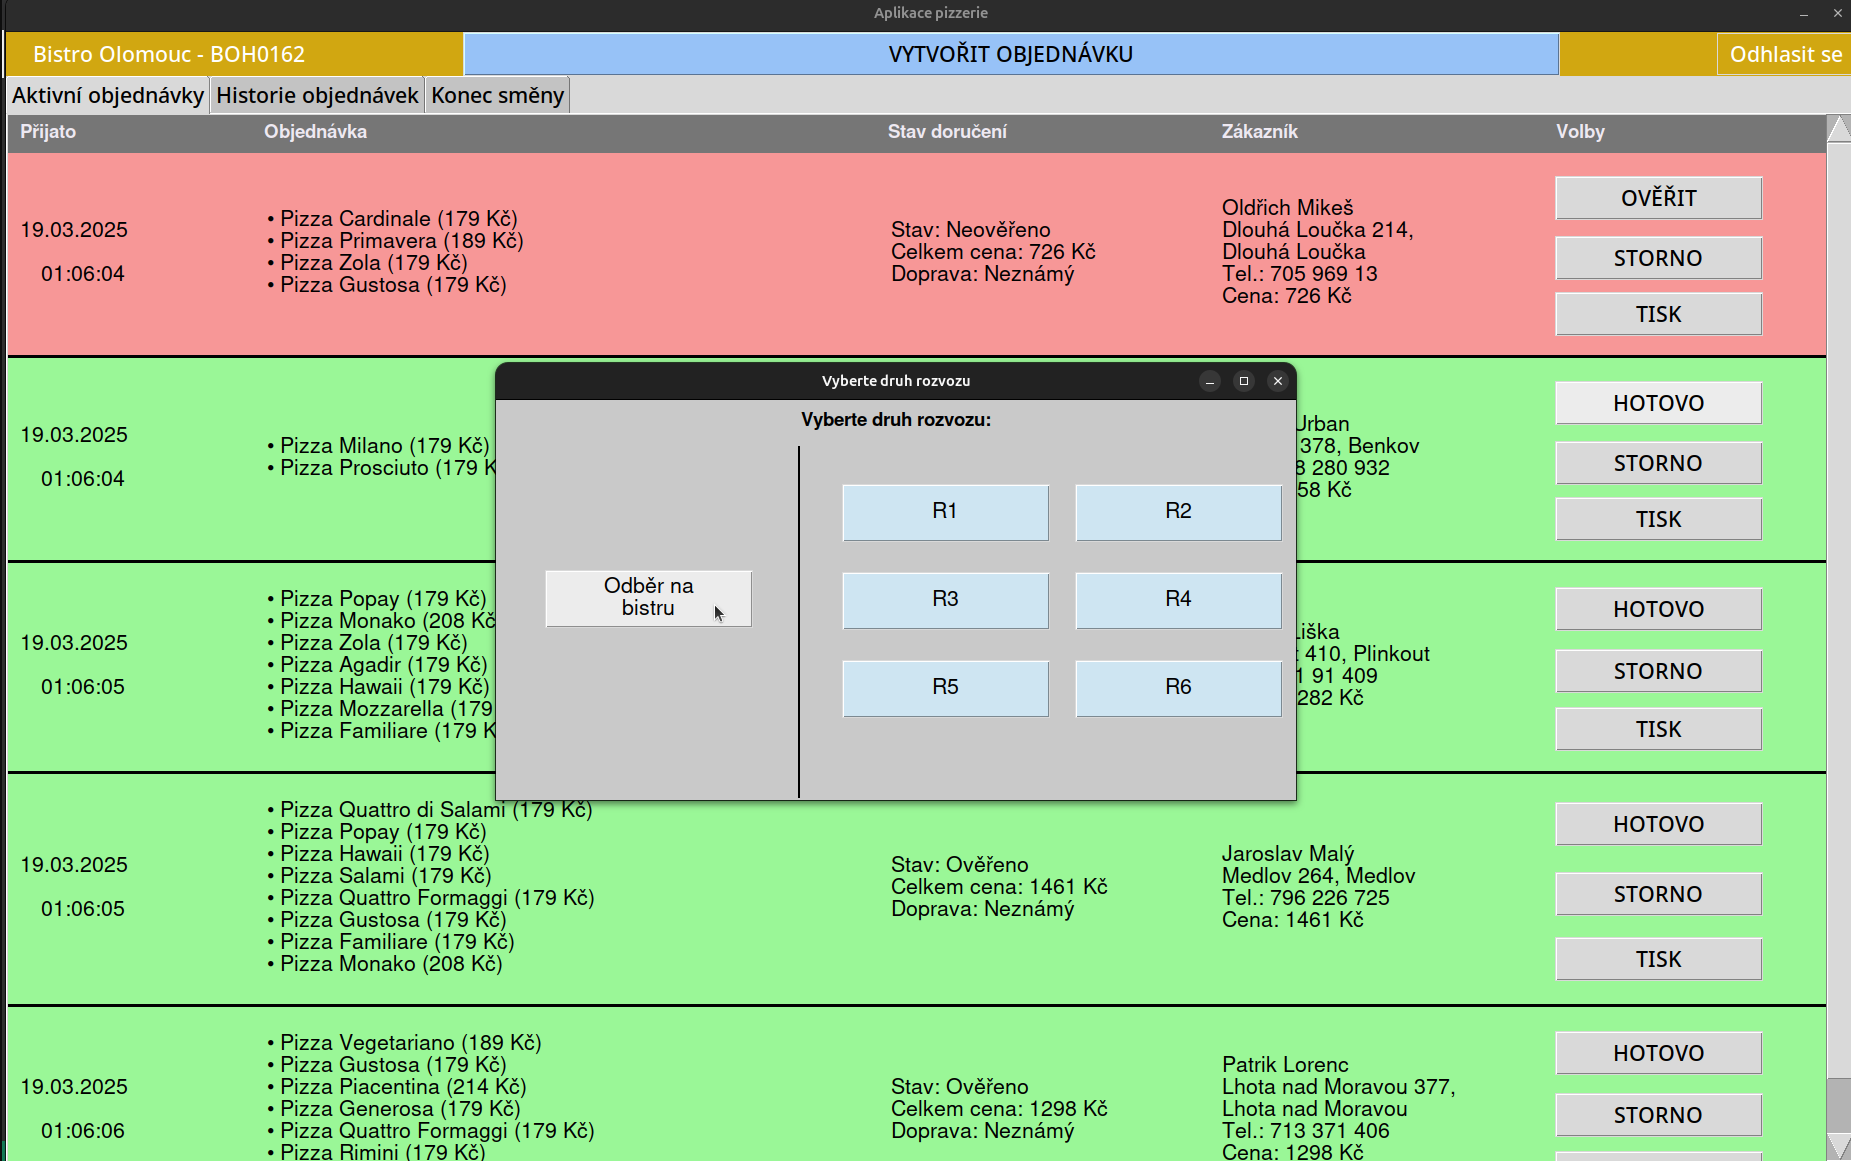 Aplikace pizzerie
Bistro Olomouc - BOH0162
VYTVOŘIT OBJEDNÁVKU
Odhlasit se
Aktivní objednávky
Historie objednávek
Konec směny
Přijato
Objednávka
Stav doručení
Zákazník
Volby
19.03.2025
01:06:04
• Pizza Cardinale (179 Kč)
• Pizza Primavera (189 Kč)
• Pizza Zola (179 Kč)
• Pizza Gustosa (179 Kč)
Stav: Neověřeno
Celkem cena: 726 Kč
Doprava: Neznámý
Oldřich Mikeš
Dlouhá Loučka 214,
Dlouhá Loučka
Tel.: 705 969 13
Cena: 726 Kč
OVĚŘIT
STORNO
TISK
19.03.2025
01:06:04
• Pizza Milano (179 Kč)
• Pizza Prosciuto (179 K
Urban
378, Benkov
8 280 932
58 Kč
HOTOVO
STORNO
TISK
Vyberte druh rozvozu
Vyberte druh rozvozu:
Odběr na
bistru
R1
R2
R3
R4
R5
R6
19.03.2025
01:06:05
• Pizza Popay (179 Kč)
• Pizza Monako (208 Kč
• Pizza Zola (179 Kč)
• Pizza Agadir (179 Kč)
• Pizza Hawaii (179 Kč)
• Pizza Mozzarella (179
• Pizza Familiare (179 K
Liška
410, Plinkout
1 91 409
282 Kč
HOTOVO
STORNO
TISK
19.03.2025
01:06:05
• Pizza Quattro di Salami (179 Kč)
• Pizza Popay (179 Kč)
• Pizza Hawaii (179 Kč)
• Pizza Salami (179 Kč)
• Pizza Quattro Formaggi (179 Kč)
• Pizza Gustosa (179 Kč)
• Pizza Familiare (179 Kč)
• Pizza Monako (208 Kč)
Stav: Ověřeno
Celkem cena: 1461 Kč
Doprava: Neznámý
Jaroslav Malý
Medlov 264, Medlov
Tel.: 796 226 725
Cena: 1461 Kč
HOTOVO
STORNO
TISK
19.03.2025
01:06:06
• Pizza Vegetariano (189 Kč)
• Pizza Gustosa (179 Kč)
• Pizza Piacentina (214 Kč)
• Pizza Generosa (179 Kč)
• Pizza Quattro Formaggi (179 Kč)
• Pizza Rimini (179 Kč)
Stav: Ověřeno
Celkem cena: 1298 Kč
Doprava: Neznámý
Patrik Lorenc
Lhota nad Moravou 377,
Lhota nad Moravou
Tel.: 713 371 406
Cena: 1298 Kč
HOTOVO
STORNO